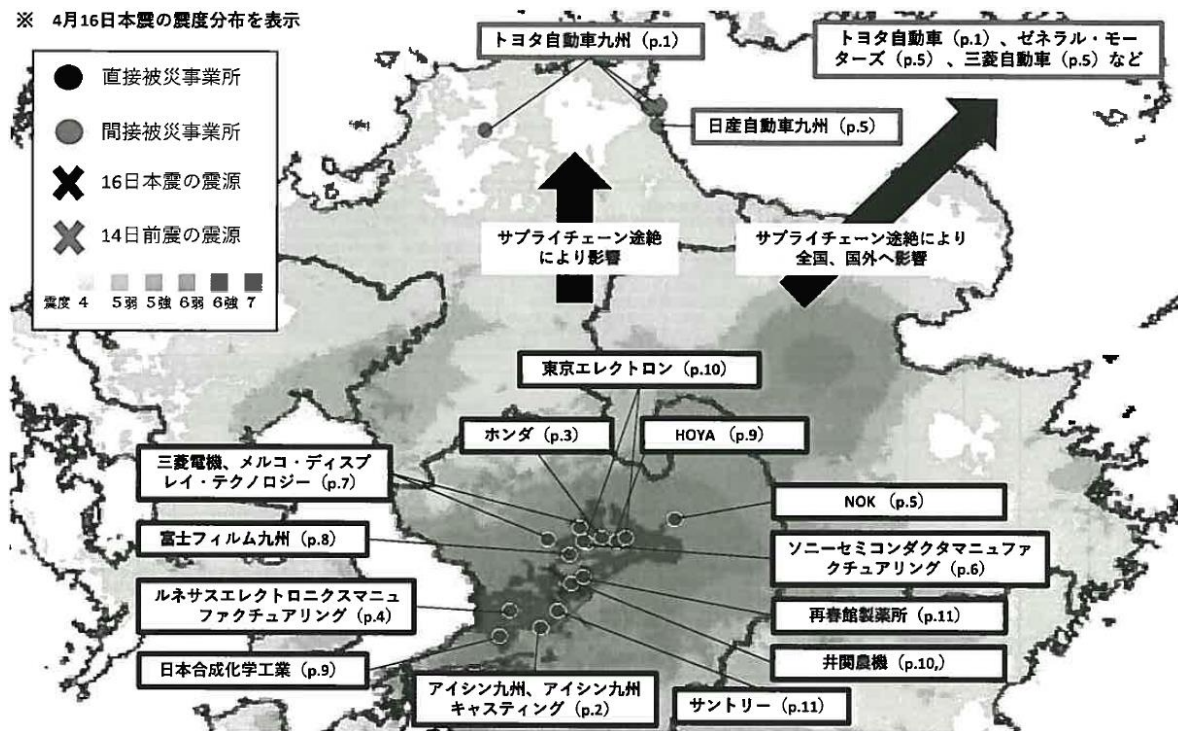 ※ 4月16日本震の震度分布を表示
直接被災事業所
間接被災事業所
16日本震の震源
14日前震の震源
震度 4 5弱 5強 6弱 6強 7
トヨタ自動車九州（p.1）
トヨタ自動車（p.1）、ゼネラル・モー
ターズ（p.5）、三菱自動車（p.5）など
日産自動車九州（p.5）
サプライチェーン途絶
により影響
サプライチェーン途絶により
全国、国外へ影響
東京エレクトロン（p.10）
ホンダ（p.3）
HOYA（p.9）
三菱電機、メルコ・ディスプ
レイ・テクノロジー（p.7）
NOK（p.5）
富士フィルム九州（p.8）
ソニーセミコンダクタマニュファ
クチュアリング（p.6）
ルネサスエレクトロニクスマニュ
ファクチュアリング（p.4）
再春館製薬所（p.11）
日本合成化学工業（p.9）
井関農機（p.10,）
アイシン九州、アイシン九州
キャスティング（p.2）
サントリー（p.11）